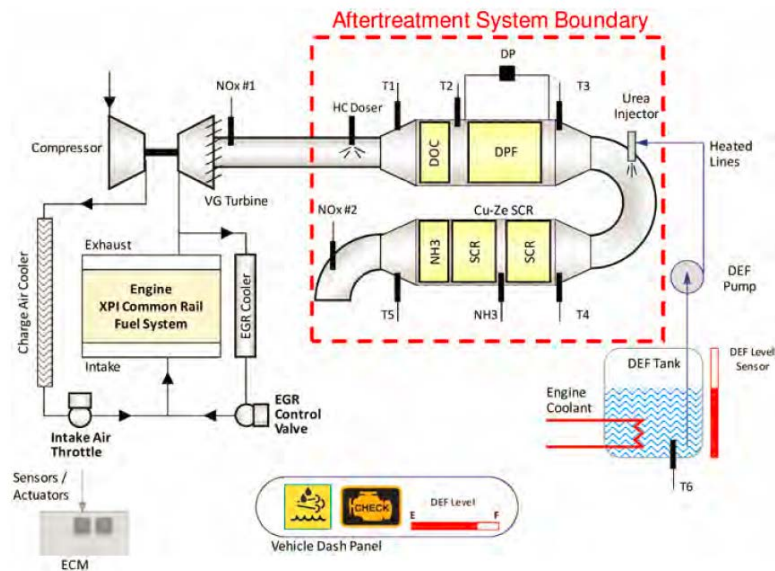 Aftertreatment System Boundary
DP
NOx #1
HC Doser
T1
T2
T3
Urea
Injector
Compressor
DOC
DPF
Heated
Lines
VG Turbine
NOx #2
Cu-Ze SCR
Charge Air Cooler
Exhaust
Engine
XPI Common Rail
Fuel System
EGR Cooler
NH3
SCR
SCR
DEF
Pump
T5
NH3
T4
Intake
DEF Tank
DEF Level
Sensor
Engine
Coolant
EGR
Control
Valve
Intake Air
Throttle
Sensors /
Actuators
T6
CHECK
DEF Level
E
F
Vehicle Dash Panel
ECM